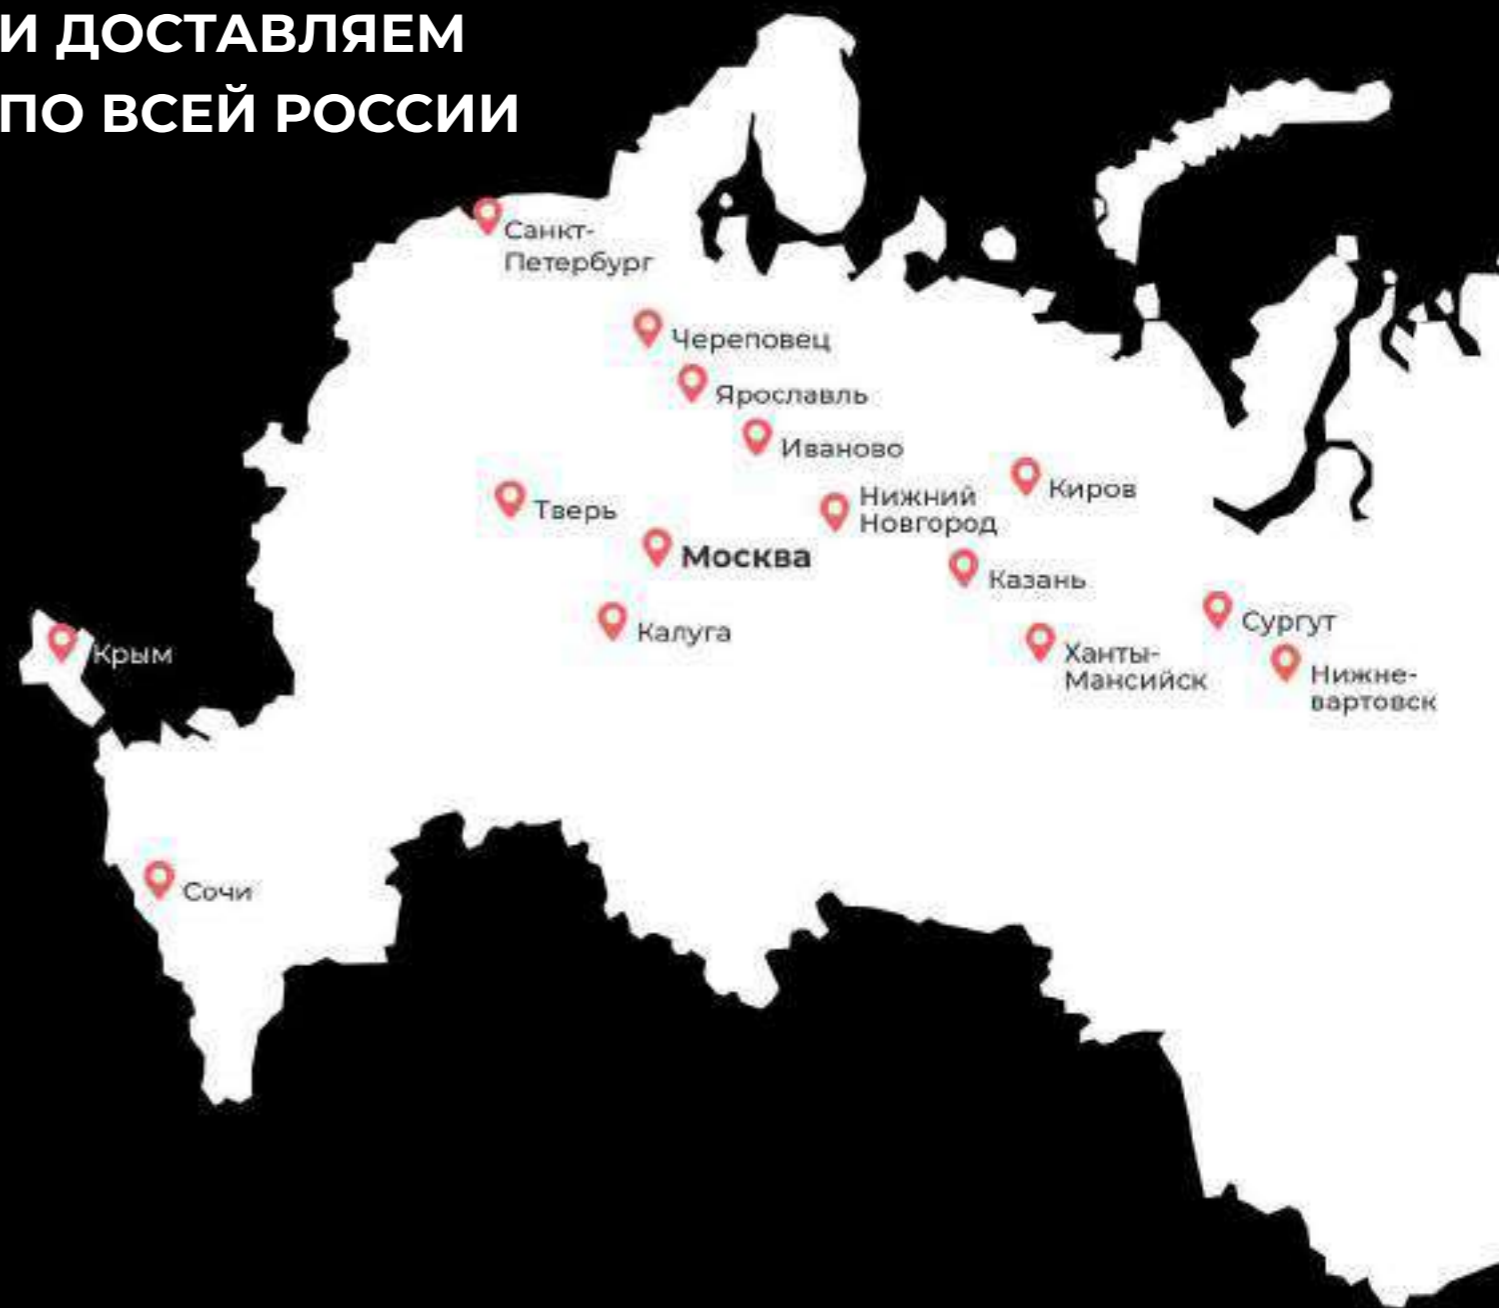 И ДОСТАВЛЯЕМ
ПО ВСЕЙ РОССИИ
Санкт-
Петербург
Череповец
Ярославль
Иваново
Киров
Нижний
Новгород
Тверь
Москва
Казань
Калуга
Сургут
Крым
Ханты-
Мансийск
Нижне-
вартовск
Сочи